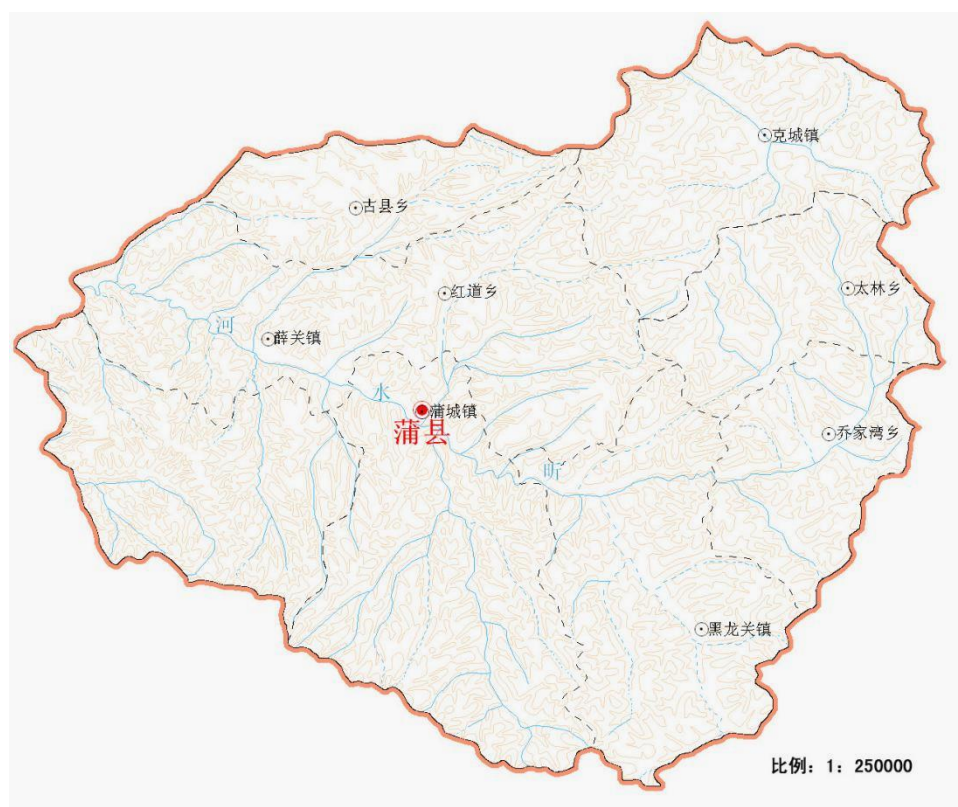 克城镇
古县乡
太林乡
红道乡
河
薛关镇
水
蒲城镇
蒲县
乔家湾乡
昕
黑龙关镇
比例：1：250000